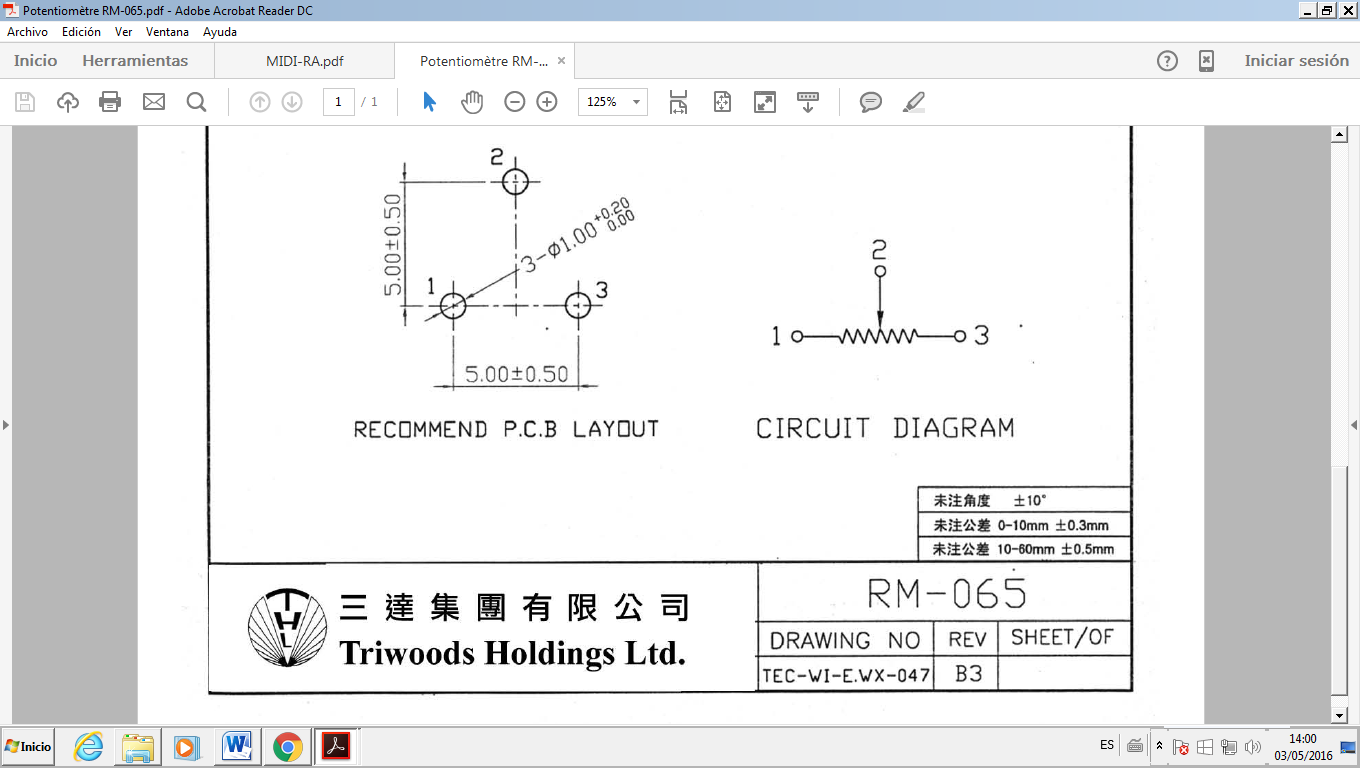 Potentiomètre RM-065.pdf - Adobe Acrobat Reader DC
Archivo Edición Ver Ventana Ayuda
Inicio Herramientas MIDI-RA.pdf Potentiomètre RM-... × ? Iniciar sesión
1 / 1 125%
2
5.00±0.50
3-Ø1.00 +0.20 0.00
1
3
5.00±0.50
RECOMMEND P.C.B LAYOUT
2
1 3
CIRCUIT DIAGRAM
未注角度 ±10°
未注公差 0-10mm ±0.3mm
未注公差 10-60mm ±0.5mm
THL
三達集團有限公司
Triwoods Holdings Ltd.
RM-065
DRAWING NO REV SHEET/OF
TEC-WI-E.WX-047 B3
Inicio
ES
14:00
03/05/2016